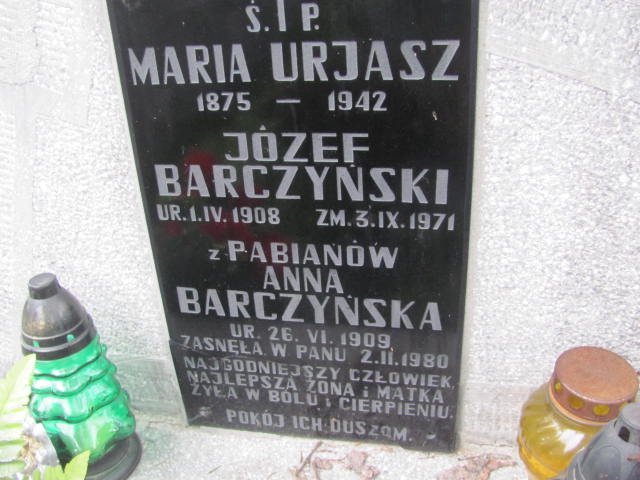 Ś. I P.
MARIA URJASZ
1875 — 1942
JÓZEF
BARCZYŃSKI
UR. 1. IV. 1908 ZM. 3. IX. 1971
z PABIANÓW
ANNA
BARCZYŃSKA
UR. 26. VI. 1909
ZASNĘŁA W PANU 2.II.1980
NAJGODNIEJSZY CZŁOWIEK,
NAJLEPSZA ŻONA i MATKA
ŻYŁA W BÓLU i CIERPIENIU.
POKÓJ ICH DUSZOM.